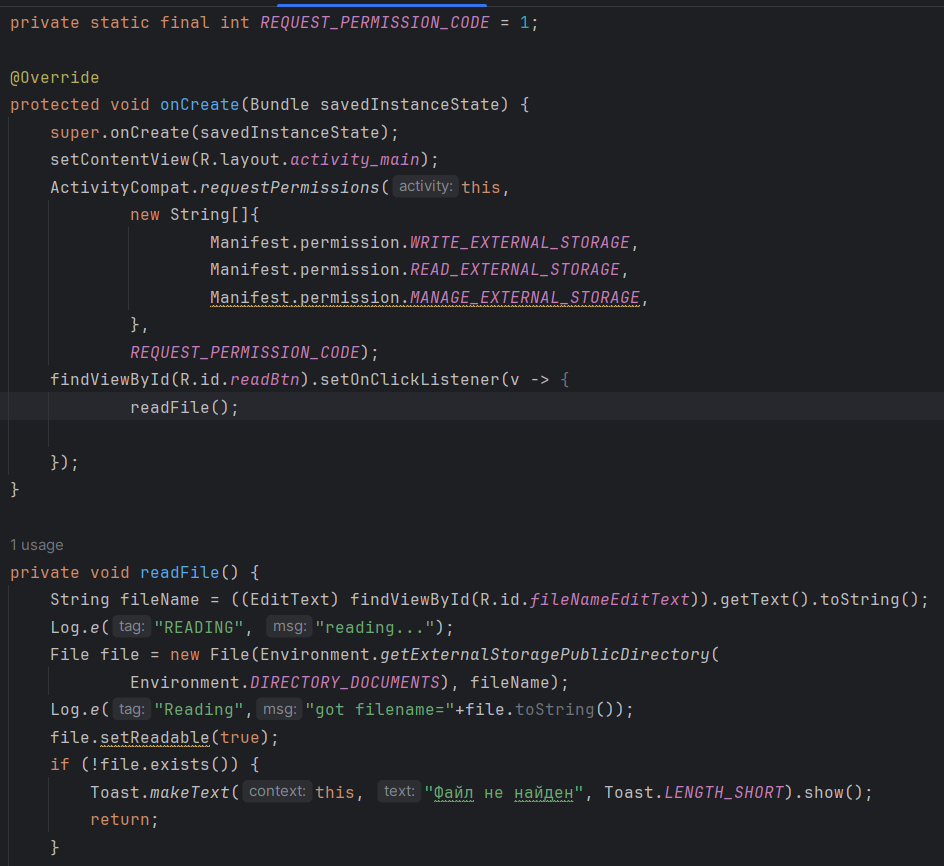 private static final int REQUEST_PERMISSION_CODE = 1;
@Override
protected void onCreate(Bundle savedInstanceState) {
super.onCreate(savedInstanceState);
setContentView(R.layout.activity_main);
ActivityCompat.requestPermissions( activity: this,
new String[]{
Manifest.permission.WRITE_EXTERNAL_STORAGE,
Manifest.permission.READ_EXTERNAL_STORAGE,
Manifest.permission.MANAGE_EXTERNAL_STORAGE,
},
REQUEST_PERMISSION_CODE);
findViewById(R.id.readBtn).setOnClickListener(v -> {
readFile();
});
}
1 usage
private void readFile() {
String fileName = ((EditText) findViewById(R.id.fileNameEditText)).getText().toString();
Log.e( tag: "READING", msg: "reading...");
File file = new File(Environment.getExternalStoragePublicDirectory(
Environment.DIRECTORY_DOCUMENTS), fileName);
Log.e( tag: "Reading", msg: "got filename="+file.toString());
file.setReadable(true);
if (!file.exists()) {
Toast.makeText( context: this, text: "Файл не найден", Toast.LENGTH_SHORT).show();
return;
}